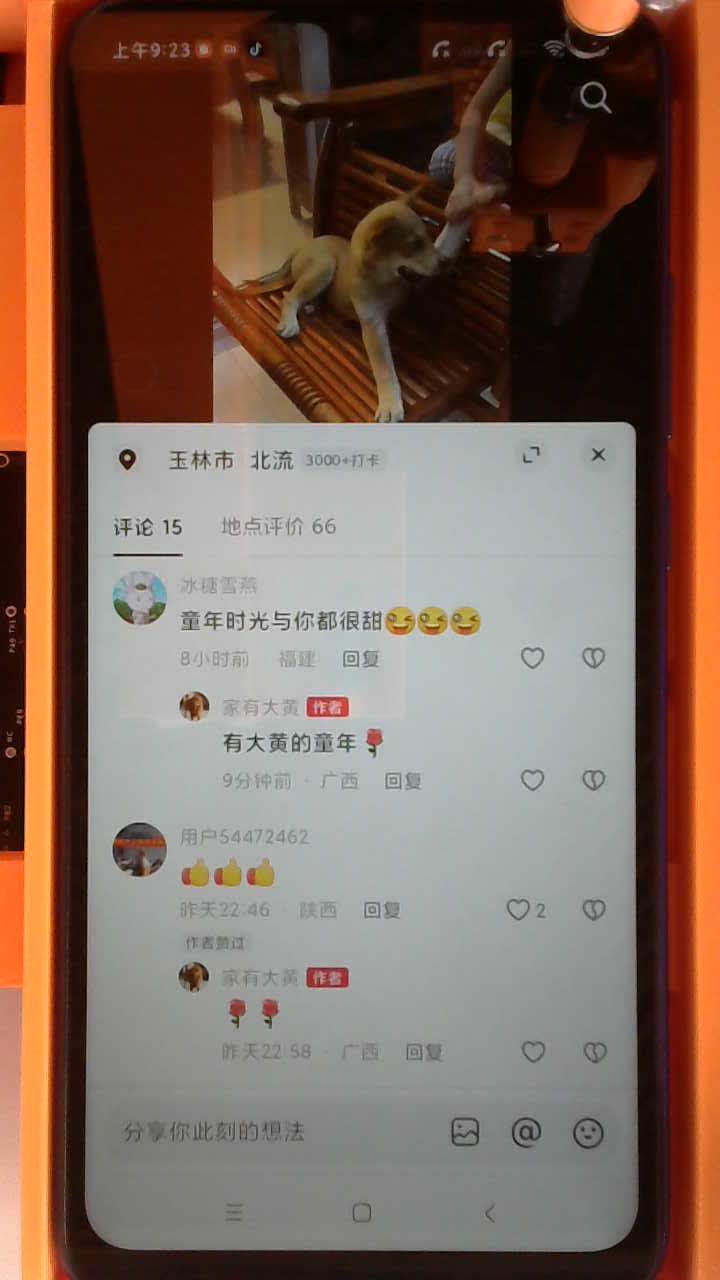 上午9:23
玉林市 北流 3000+打卡
评论 15 地点评价 66
冰糖雪燕
童年时光与你都很甜😆😆😆
8小时前 福建 回复
家有大黄 作者
有大黄的童年🌹
9分钟前 · 广西 回复
用户54472462
👍👍👍
昨天22:46 · 陕西 回复 2
作者赞过
家有大黄 作者
🌹🌹
昨天22:58 · 广西 回复
分享你此刻的想法